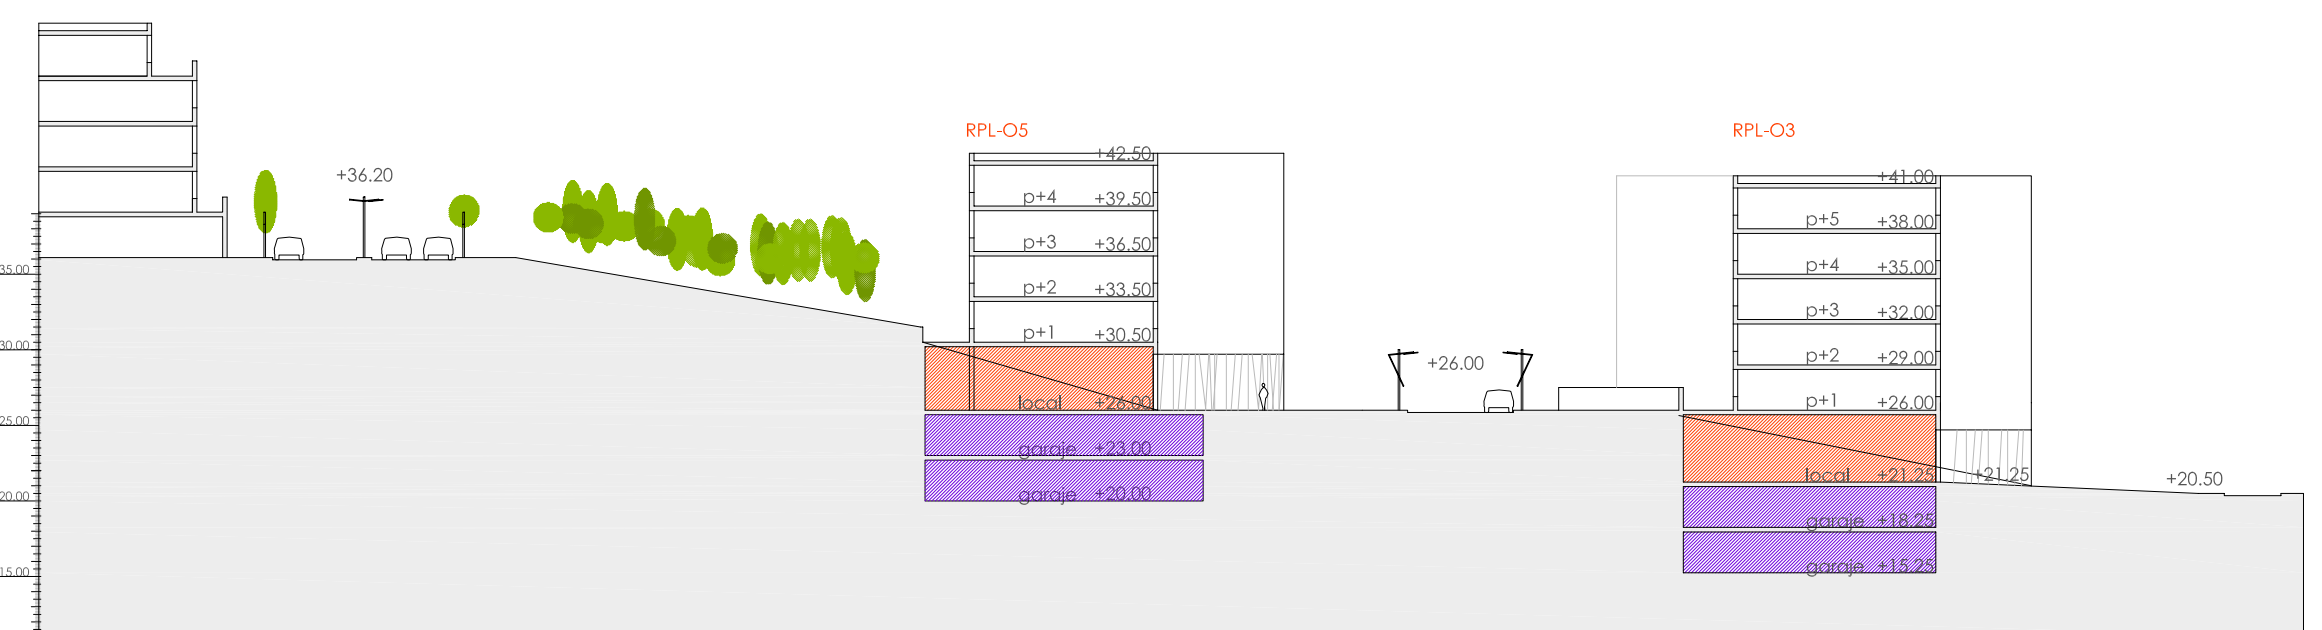 RPL-O5
RPL-O3
+42.50
+36.20
+41.00
p+4 +39.50
p+5 +38.00
p+3 +36.50
p+4 +35.00
35.00
p+2 +33.50
p+3 +32.00
p+1 +30.50
30.00
+26.00
p+2 +29.00
local +26.00
p+1 +26.00
25.00
garaje +23.00
local +21.25
+21.25
+20.50
20.00
garaje +20.00
garaje +18.25
15.00
garaje +15.25